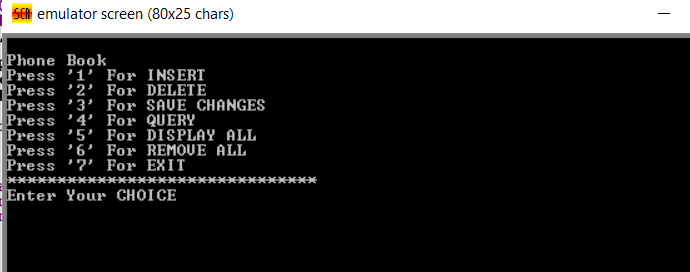 SCR emulator screen (80x25 chars)
Phone Book
Press '1' For INSERT
Press '2' For DELETE
Press '3' For SAVE CHANGES
Press '4' For QUERY
Press '5' For DISPLAY ALL
Press '6' For REMOVE ALL
Press '7' For EXIT
*******************************
Enter Your CHOICE